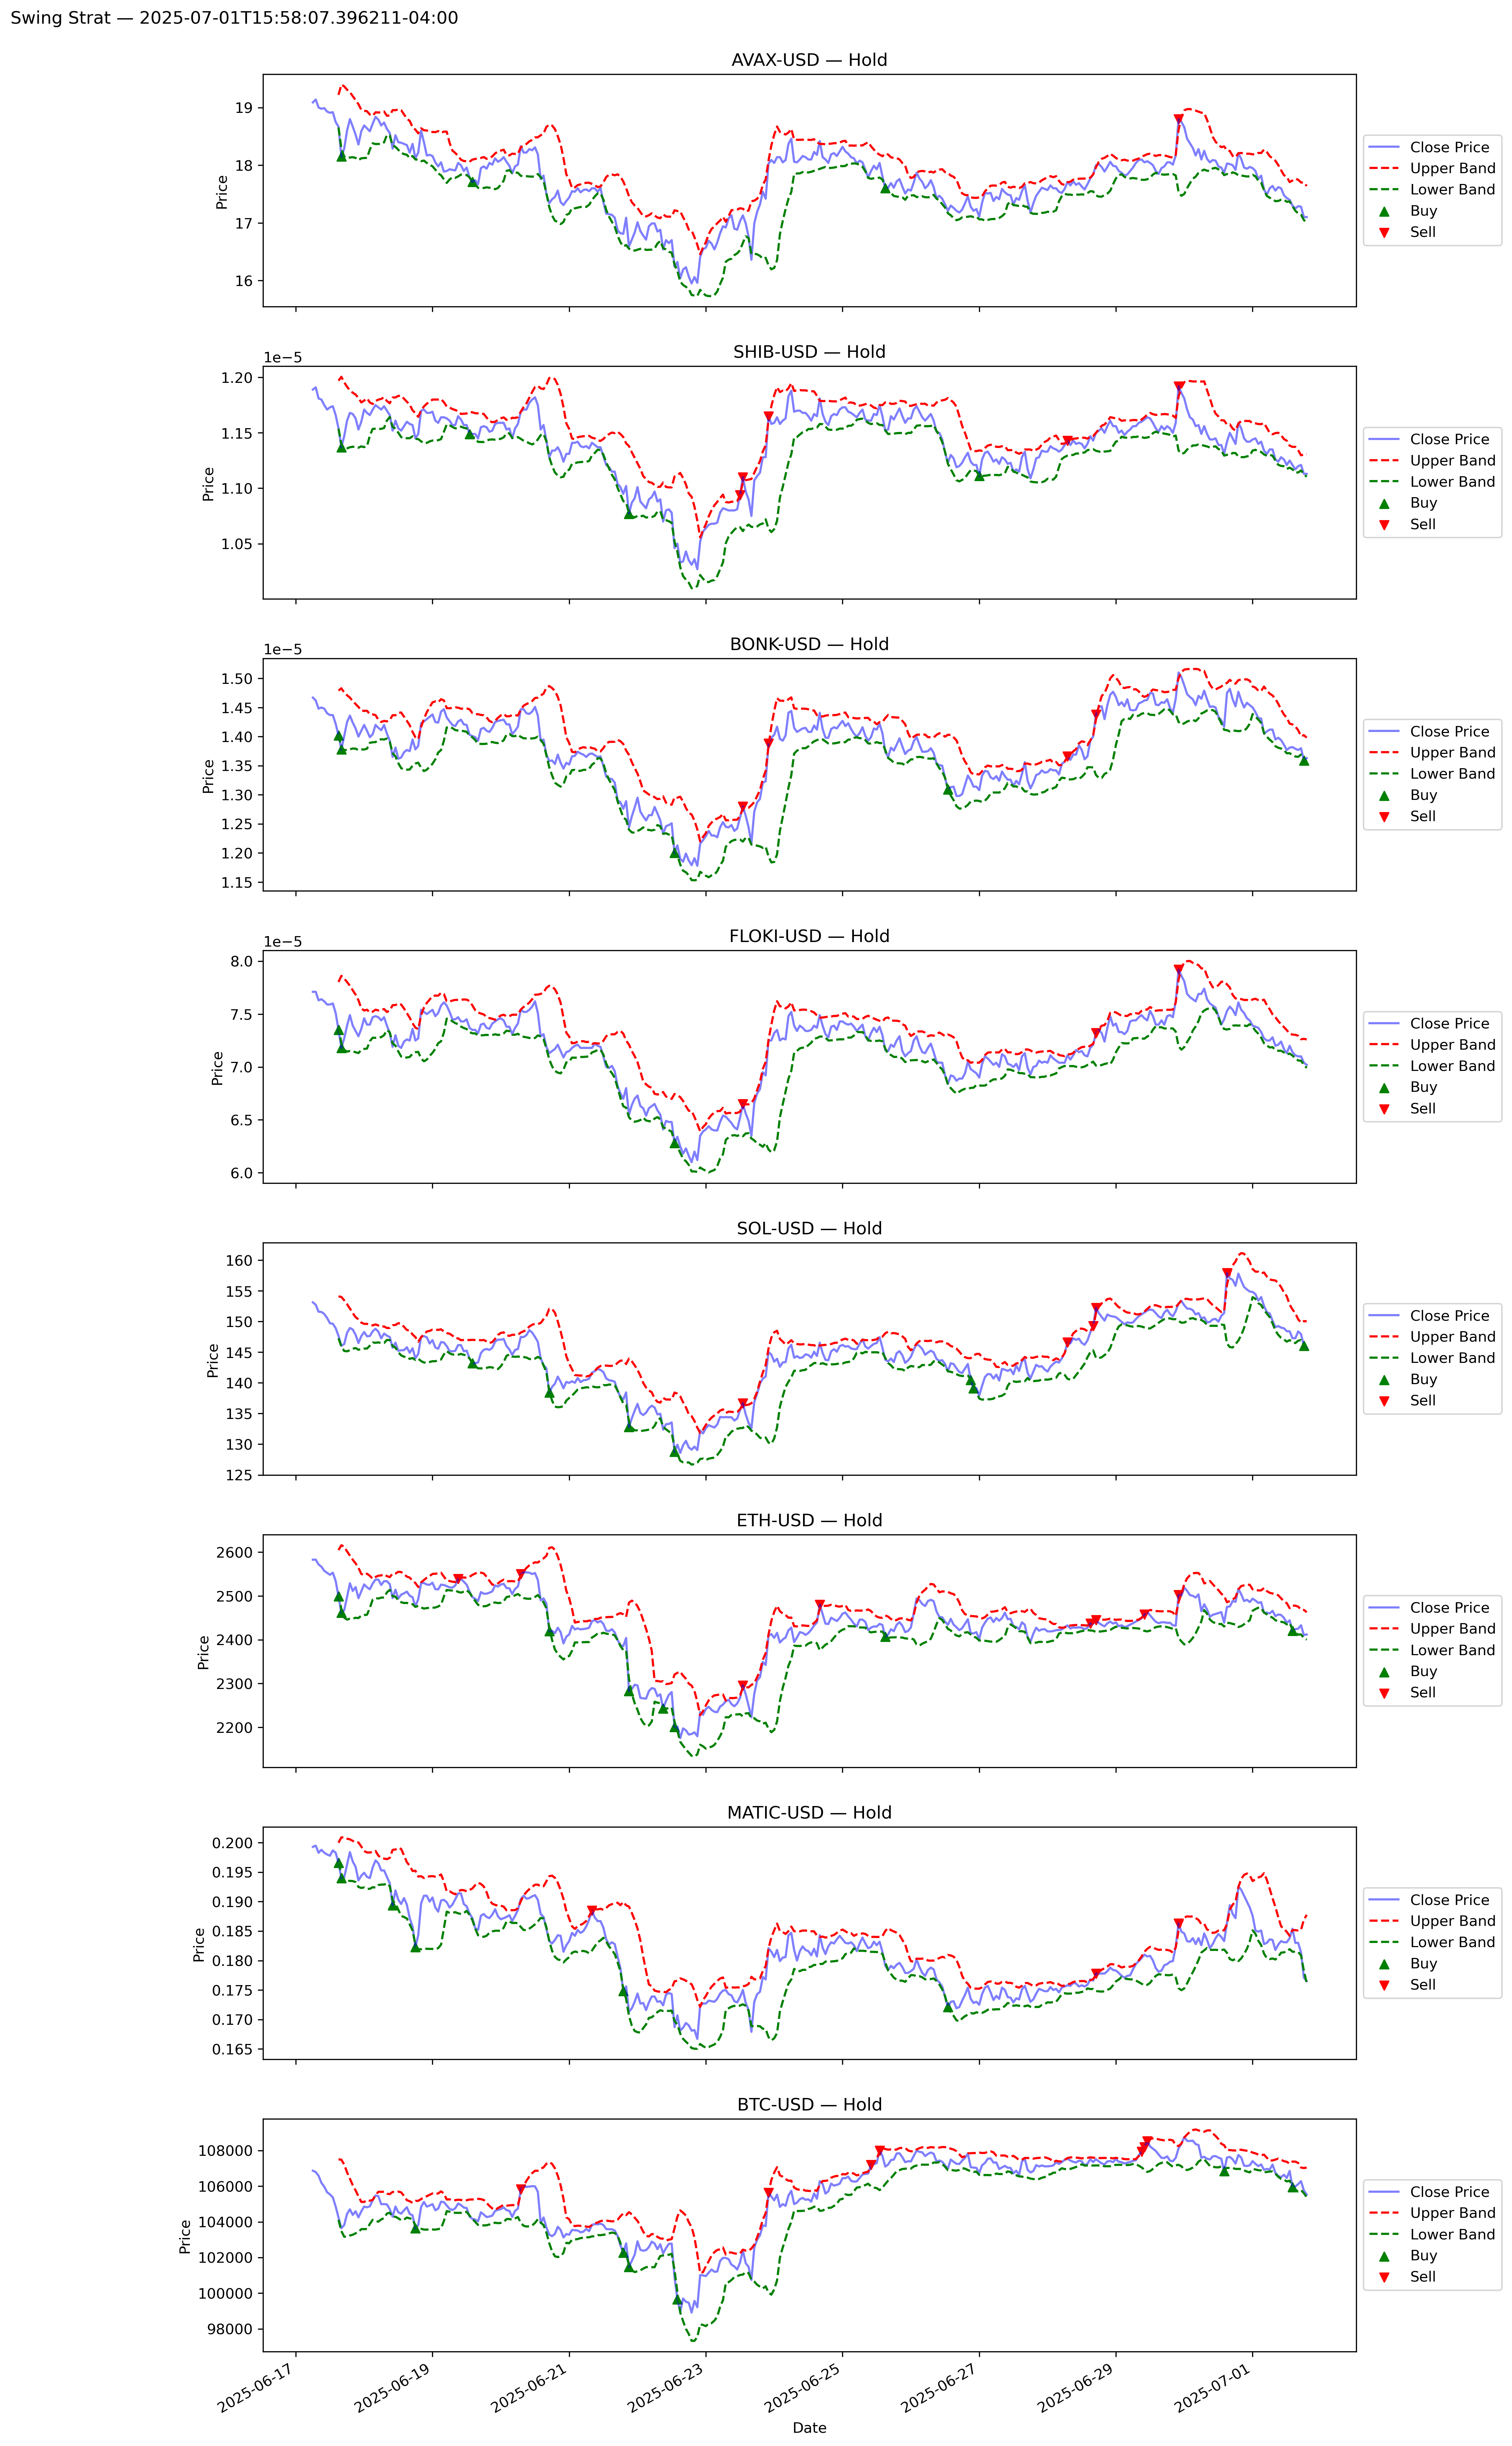 Swing Strat — 2025-07-01T15:58:07.396211-04:00
AVAX-USD — Hold
19
18
17
16
Price
Close Price
Upper Band
Lower Band
Buy
Sell
SHIB-USD — Hold
1e−5
1.20
1.15
1.10
1.05
Price
Close Price
Upper Band
Lower Band
Buy
Sell
BONK-USD — Hold
1e−5
1.50
1.45
1.40
1.35
1.30
1.25
1.20
1.15
Price
Close Price
Upper Band
Lower Band
Buy
Sell
FLOKI-USD — Hold
1e−5
8.0
7.5
7.0
6.5
6.0
Price
Close Price
Upper Band
Lower Band
Buy
Sell
SOL-USD — Hold
160
155
150
145
140
135
130
125
Price
Close Price
Upper Band
Lower Band
Buy
Sell
ETH-USD — Hold
2600
2500
2400
2300
2200
Price
Close Price
Upper Band
Lower Band
Buy
Sell
MATIC-USD — Hold
0.200
0.195
0.190
0.185
0.180
0.175
0.170
0.165
Price
Close Price
Upper Band
Lower Band
Buy
Sell
BTC-USD — Hold
108000
106000
104000
102000
100000
98000
Price
Close Price
Upper Band
Lower Band
Buy
Sell
2025-06-17
2025-06-19
2025-06-21
2025-06-23
2025-06-25
2025-06-27
2025-06-29
2025-07-01
Date